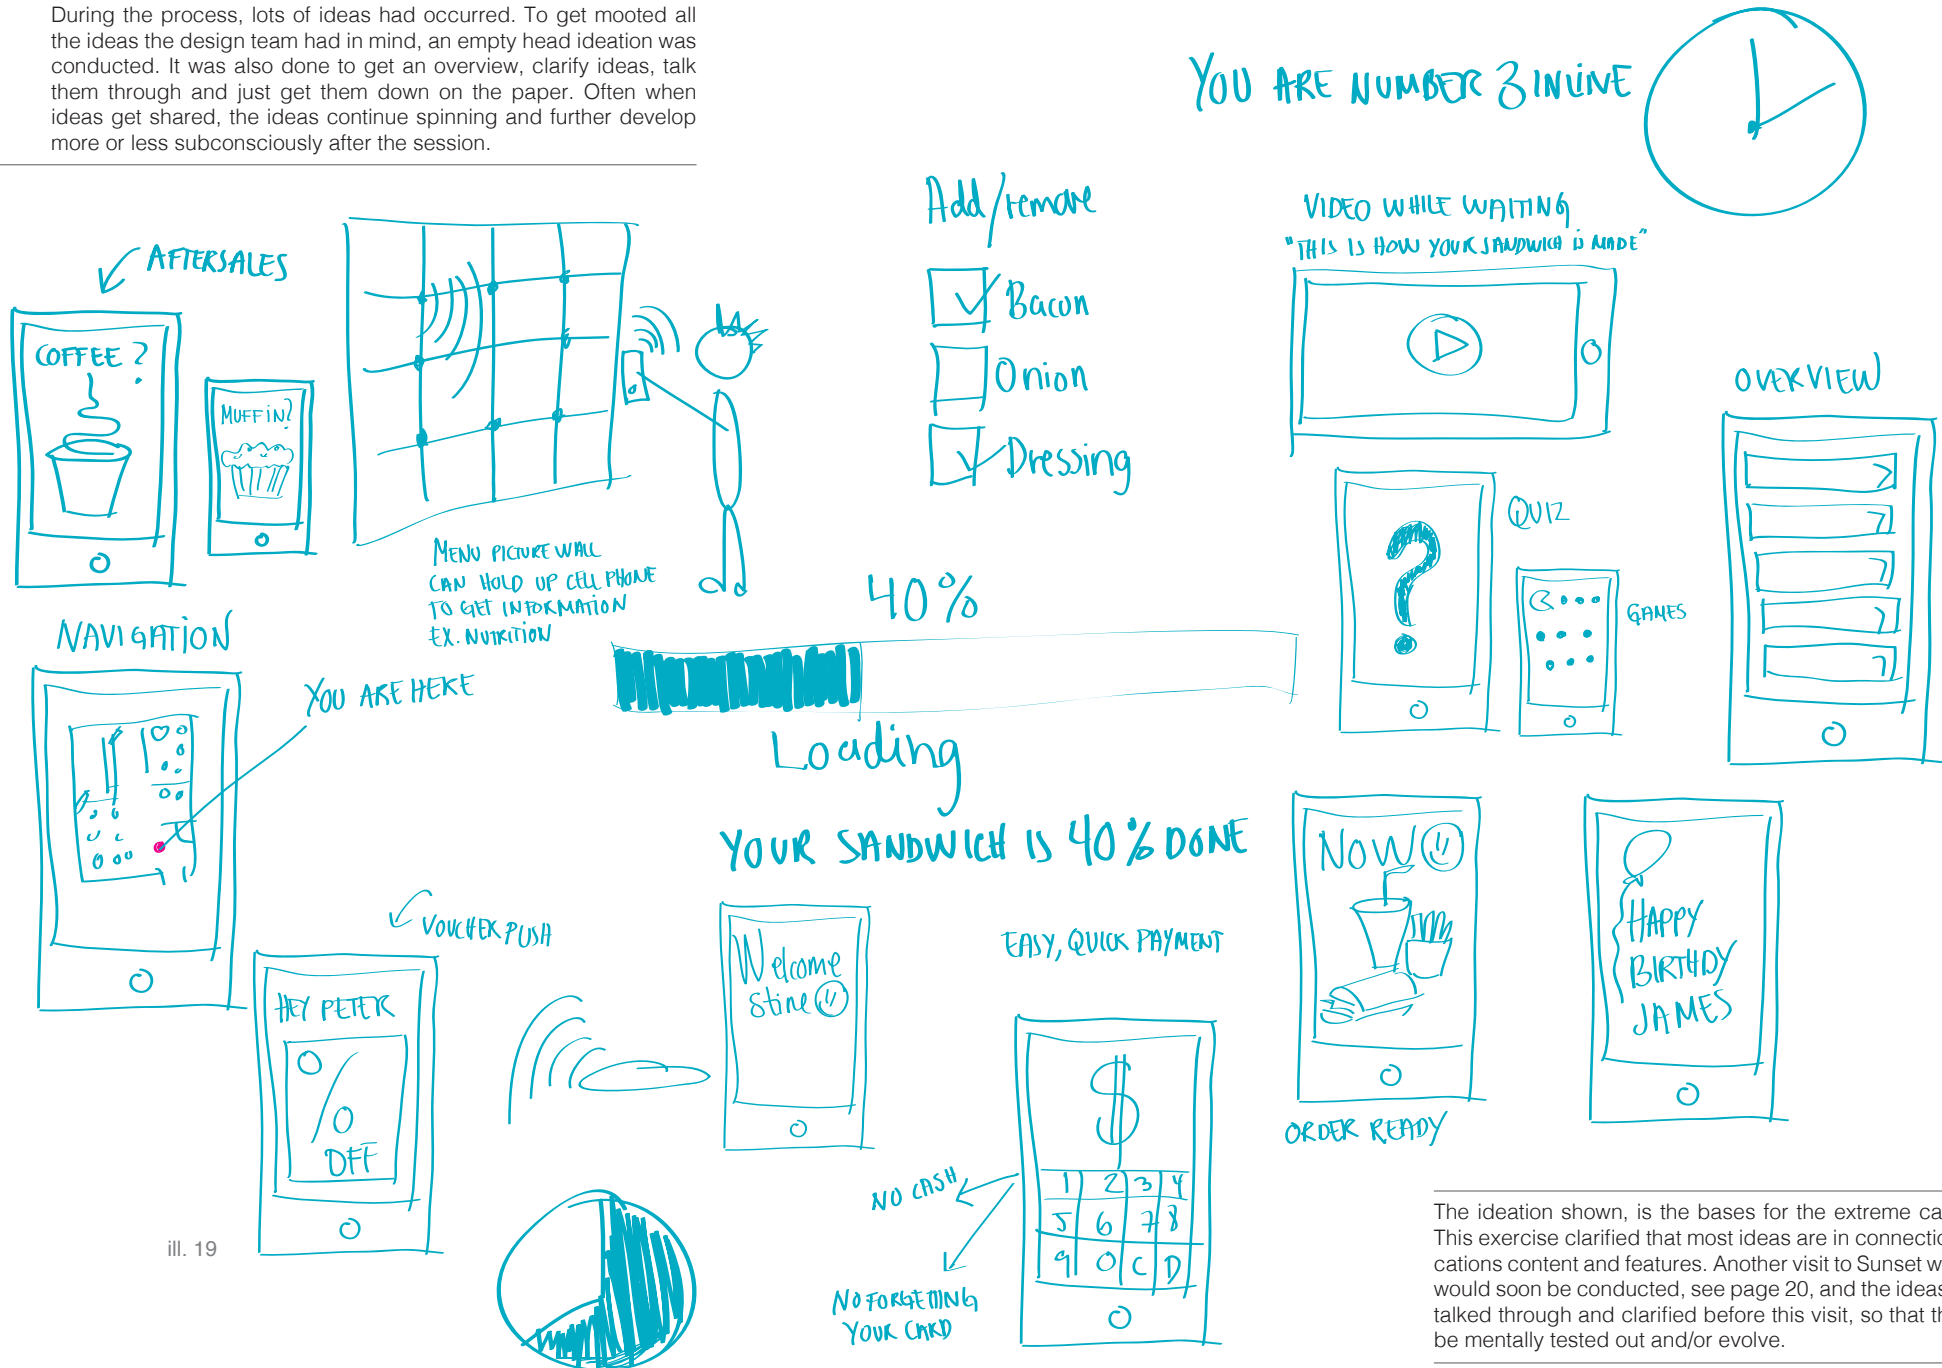 During the process, lots of ideas had occurred. To get mooted all
the ideas the design team had in mind, an empty head ideation was
conducted. It was also done to get an overview, clarify ideas, talk
them through and just get them down on the paper. Often when
ideas get shared, the ideas continue spinning and further develop
more or less subconsciously after the session.
YOU ARE NUMBER 3 INLINE
AFTERSALES
COFFEE?
MUFFIN?
MENU PICTURE WALL
CAN HOLD UP CELL PHONE
TO GET INFORMATION
EX. NUTRITION
Add/remove
Bacon
Onion
Dressing
VIDEO WHILE WAITING
"THIS IS HOW YOUR SANDWICH IS MADE"
OVERVIEW
?
QUIZ
GAMES
NAVIGATION
YOU ARE HERE
40%
Loading
YOUR SANDWICH IS 40% DONE
VOUCHER PUSH
HEY PETER
%
OFF
Welcome
Stine
EASY, QUICK PAYMENT
$
1 2 3 4
5 6 7 8
9 0 C D
NO CASH
NO FORGETTING
YOUR CARD
NOW
ORDER READY
HAPPY
BIRTHDY
JAMES
ill. 19
The ideation shown, is the bases for the extreme ca
This exercise clarified that most ideas are in connectio
cations content and features. Another visit to Sunset w
would soon be conducted, see page 20, and the ideas
talked through and clarified before this visit, so that th
be mentally tested out and/or evolve.